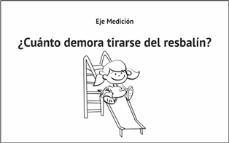 Eje Medición
¿Cuánto demora tirarse del resbalín?